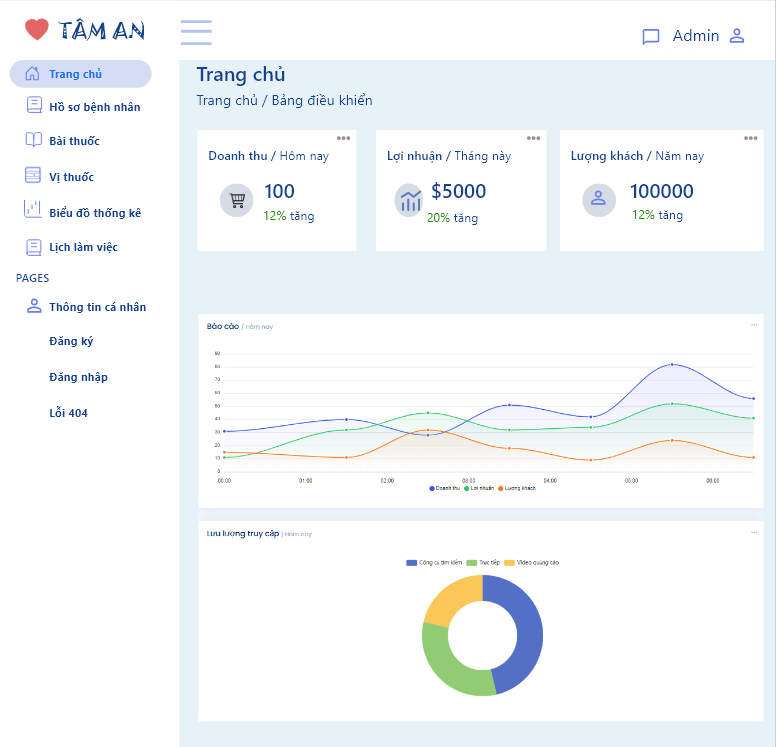 TÂM AN
Admin
Trang chủ
Hồ sơ bệnh nhân
Bài thuốc
Vị thuốc
Biểu đồ thống kê
Lịch làm việc
PAGES
Thông tin cá nhân
Đăng ký
Đăng nhập
Lỗi 404
Trang chủ
Trang chủ / Bảng điều khiển
Doanh thu / Hôm nay
100
12% tăng
Lợi nhuận / Tháng này
$5000
20% tăng
Lượng khách / Năm nay
100000
12% tăng
Báo cáo / Hôm nay
90
80
70
60
50
40
30
20
10
0
00:00 01:00 02:00 03:00 04:00 05:00 06:00
Doanh thu Lợi nhuận Lượng khách
Lưu lượng truy cập | Hôm nay
Công cụ tìm kiếm Trực tiếp Video quảng cáo